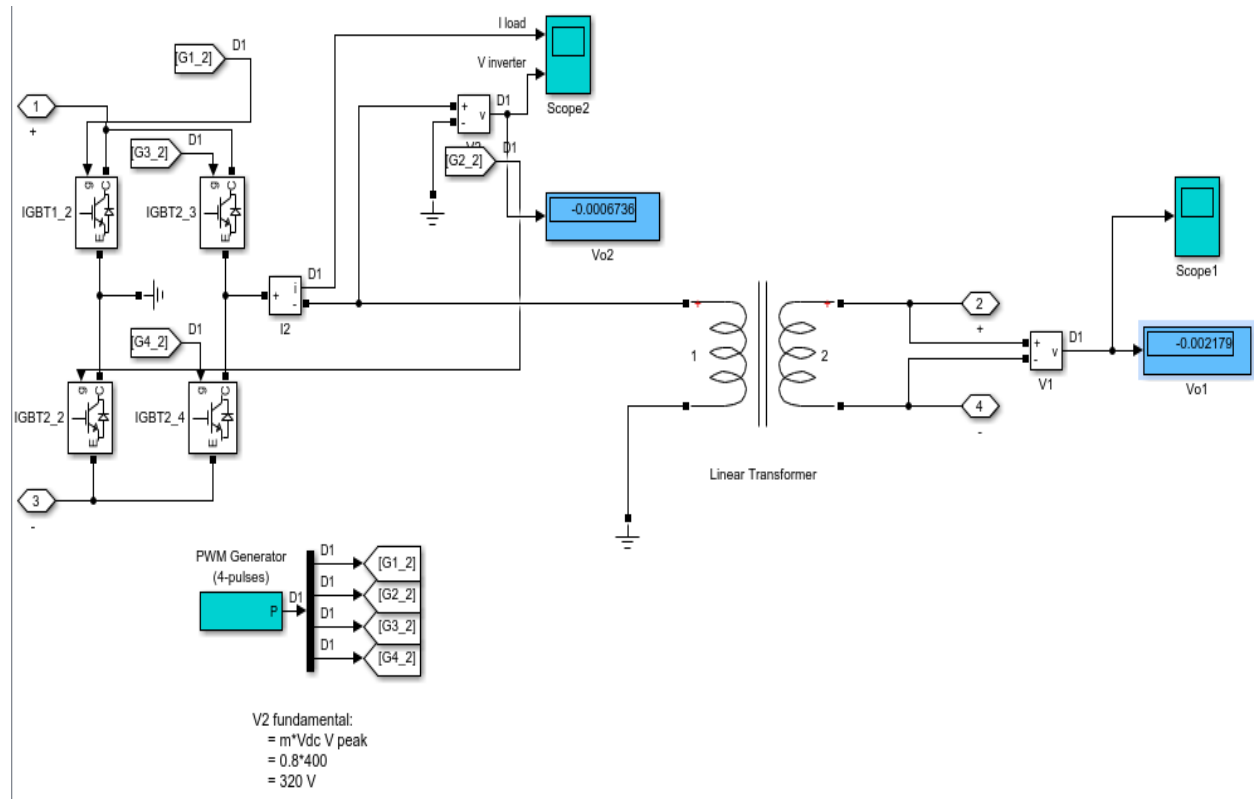 I load
D1
[G1_2]
V inverter
Scope2
1
+
D1
[G3_2]
+
-
v
D1
D1
[G2_2]
g
C
E
IGBT1_2
g
C
E
IGBT2_3
-0.0006736
Vo2
Scope1
D1
+
i
-
I2
D1
[G4_2]
1
2
2
+
+
-
v
D1
V1
-0.002179
Vo1
4
-
g
C
E
IGBT2_2
g
C
E
IGBT2_4
Linear Transformer
3
-
PWM Generator
(4-pulses)
P
D1
D1
[G1_2]
D1
[G2_2]
D1
[G3_2]
D1
[G4_2]
V2 fundamental:
= m*Vdc V peak
= 0.8*400
= 320 V